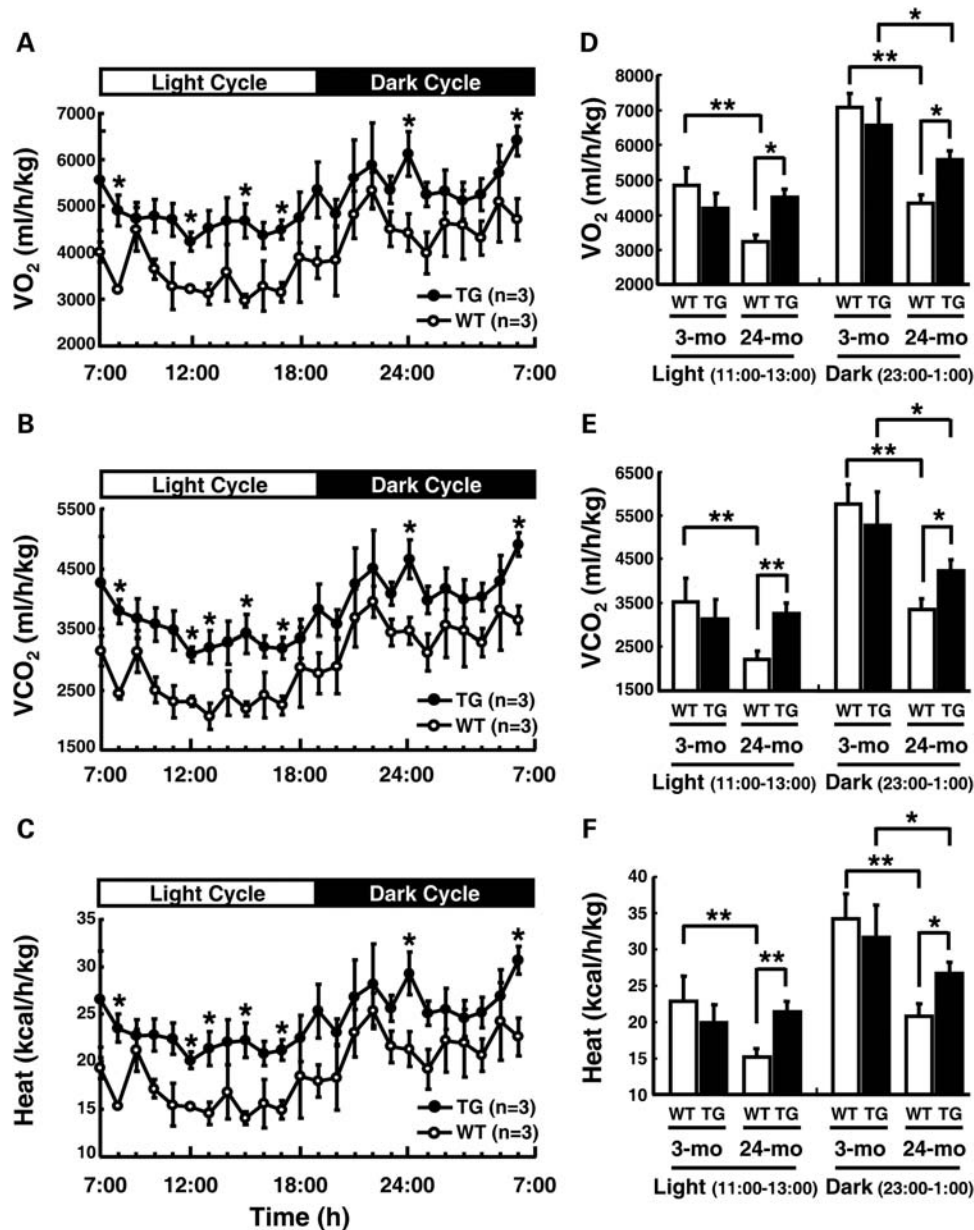 A
Light Cycle Dark Cycle
VO2 (ml/h/kg)
7000
6000
5000
4000
3000
2000
* * * * * *
TG (n=3)
WT (n=3)
7:00 12:00 18:00 24:00 7:00
B
Light Cycle Dark Cycle
VCO2 (ml/h/kg)
5500
4500
3500
2500
1500
* * * * * * *
TG (n=3)
WT (n=3)
7:00 12:00 18:00 24:00 7:00
C
Light Cycle Dark Cycle
Heat (kcal/h/kg)
35
30
25
20
15
10
* * * * * * *
TG (n=3)
WT (n=3)
7:00 12:00 18:00 24:00 7:00
Time (h)
D
VO2 (ml/h/kg)
8000
7000
6000
5000
4000
3000
2000
*
**
**
*
*
WT TG WT TG WT TG WT TG
3-mo 24-mo 3-mo 24-mo
Light (11:00-13:00) Dark (23:00-1:00)
E
VCO2 (ml/h/kg)
6500
5500
4500
3500
2500
1500
*
**
**
*
**
WT TG WT TG WT TG WT TG
3-mo 24-mo 3-mo 24-mo
Light (11:00-13:00) Dark (23:00-1:00)
F
Heat (kcal/h/kg)
40
35
30
25
20
15
10
*
**
**
*
**
WT TG WT TG WT TG WT TG
3-mo 24-mo 3-mo 24-mo
Light (11:00-13:00) Dark (23:00-1:00)